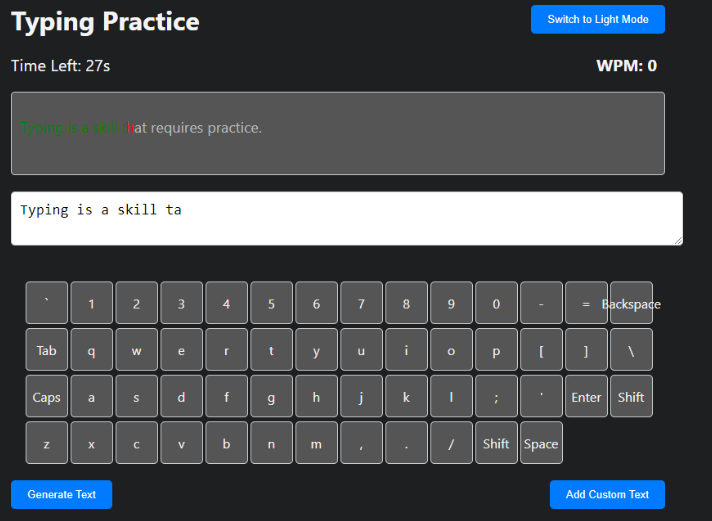 Typing Practice
Switch to Light Mode
Time Left: 27s
WPM: 0
Typing is a skill that requires practice.
Typing is a skill ta
` 1 2 3 4 5 6 7 8 9 0 - = Backspace
Tab q w e r t y u i o p [ ] \
Caps a s d f g h j k l ; ' Enter Shift
z x c v b n m , . / Shift Space
Generate Text
Add Custom Text